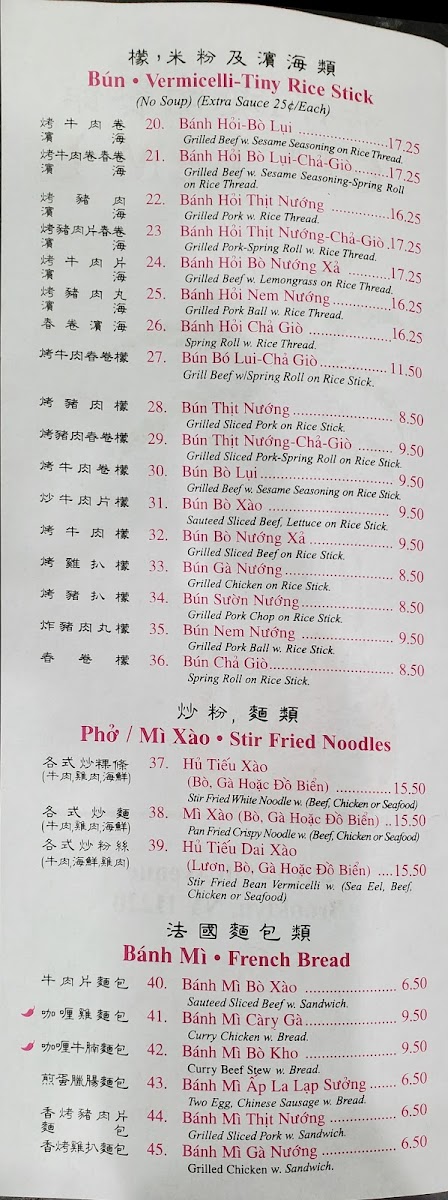 檬，米粉及濱海類
Bún • Vermicelli-Tiny Rice Stick
(No Soup) (Extra Sauce 25¢/Each)
烤牛肉卷 20. Bánh Hỏi-Bò Lụi ....................17.25
濱海 Grilled Beef w. Sesame Seasoning on Rice Thread.
烤牛肉卷春卷 21. Bánh Hỏi Bò Lụi-Chả-Giò ..........17.25
濱海 Grilled Beef w. Sesame Seasoning-Spring Roll
on Rice Thread.
烤豬肉 22. Bánh Hỏi Thịt Nướng ..............16.25
濱海 Grilled Pork w. Rice Thread.
烤豬肉片春卷 23 Bánh Hỏi Thịt Nướng-Chả-Giò .17.25
濱海 Grilled Pork-Spring Roll w. Rice Thread.
烤牛肉片 24. Bánh Hỏi Bò Nướng Xả ............17.25
濱海 Grilled Beef w. Lemongrass on Rice Thread.
烤豬肉丸 25. Bánh Hỏi Nem Nướng ............16.25
濱海 Grilled Pork Ball w. Rice Thread.
春卷濱海 26. Bánh Hỏi Chả Giò ..................16.25
Spring Roll w. Rice Thread.
烤牛肉春卷檬 27. Bún Bó Lui-Chả-Giò ..............11.50
Grill Beef w/Spring Roll on Rice Stick.
烤豬肉檬 28. Bún Thịt Nướng ..................8.50
Grilled Sliced Pork on Rice Stick.
烤豬肉春卷檬 29. Bún Thịt Nướng-Chả-Giò ........9.50
Grilled Sliced Pork-Spring Roll on Rice Stick.
烤牛肉卷檬 30. Bún Bò Lụi ........................9.50
Grilled Beef w. Sesame Seasoning on Rice Stick.
炒牛肉片檬 31. Bún Bò Xào ........................9.50
Sauteed Sliced Beef, Lettuce on Rice Stick.
烤牛肉檬 32. Bún Bò Nướng Xả ................9.50
Grilled Sliced Beef on Rice Stick.
烤雞扒檬 33. Bún Gà Nướng ....................8.50
Grilled Chicken on Rice Stick.
烤豬扒檬 34. Bún Sườn Nướng..................8.50
Grilled Pork Chop on Rice Stick.
炸豬肉丸檬 35. Bún Nem Nướng ..................9.50
Grilled Pork Ball w. Rice Stick.
春卷檬 36. Bún Chả Giò........................8.50
Spring Roll on Rice Stick.
炒粉，麵類
Phở / Mì Xào • Stir Fried Noodles
各式炒粿條 37. Hủ Tiếu Xào
(牛肉,雞肉,海鮮) (Bò, Gà Hoặc Đồ Biển) ............15.50
Stir Fried White Noodle w. (Beef, Chicken or Seafood)
各式炒麵 38. Mì Xào (Bò, Gà Hoặc Đồ Biển) ..15.50
(牛肉,雞肉,海鮮) Pan Fried Crispy Noodle w. (Beef, Chicken or Seafood)
各式炒粉絲 39. Hủ Tiếu Dai Xào
(牛肉,海鮮,雞肉) (Lươn, Bò, Gà Hoặc Đồ Biển) ....15.50
Stir Fried Bean Vermicelli w. (Sea Eel, Beef,
Chicken or Seafood)
法國麵包類
Bánh Mì • French Bread
牛肉片麵包 40. Bánh Mì Bò Xào ..................6.50
Sauteed Sliced Beef w. Sandwich.
咖喱雞麵包 41. Bánh Mì Càry Gà..................9.50
Curry Chicken w. Bread.
咖喱牛腩麵包 42. Bánh Mì Bò Kho ..................9.50
Curry Beef Stew w. Bread.
煎蛋臘腸麵包 43. Bánh Mì Ấp La Lạp Sưởng ......6.50
Two Egg, Chinese Sausage w. Bread.
香烤豬肉片 44. Bánh Mì Thịt Nướng ..............6.50
麵包 Grilled Sliced Pork w. Sandwich.
香烤雞扒麵包 45. Bánh Mì Gà Nướng ................6.50
Grilled Chicken w. Sandwich.